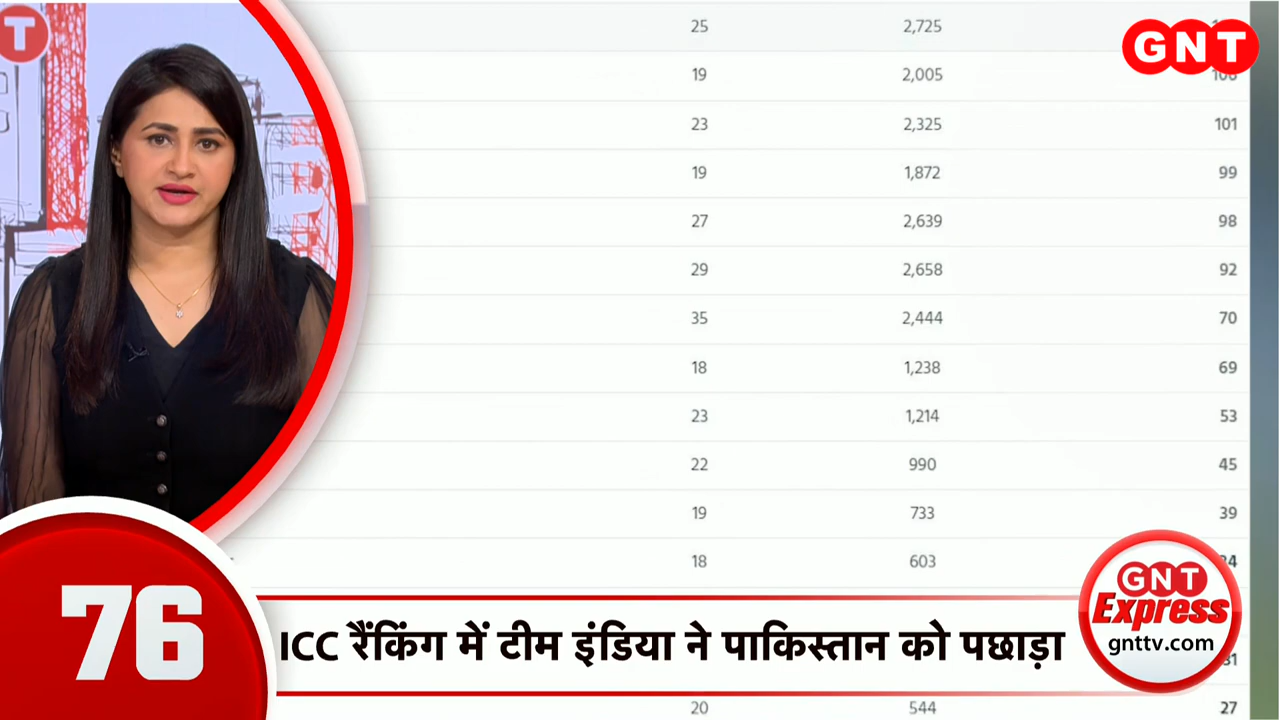 T
GNT
25 2,725
19 2,005
23 2,325 101
19 1,872 99
27 2,639 98
29 2,658 92
35 2,444 70
18 1,238 69
23 1,214 53
22 990 45
19 733 39
18 603
76
ICC रैंकिंग में टीम इंडिया ने पाकिस्तान को पछाड़ा
GNT
Express
gnttv.com
20 544 27